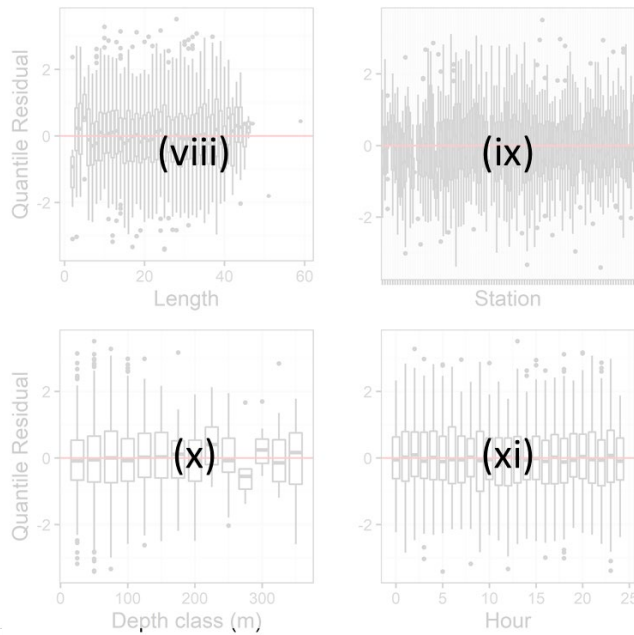 Quantile Residual
2
0
-2
(viii)
0 20 40 60
Length
2
0
-2
(ix)
Station
Quantile Residual
2
0
-2
(x)
0 100 200 300
Depth class (m)
2
0
-2
(xi)
0 5 10 15 20 25
Hour